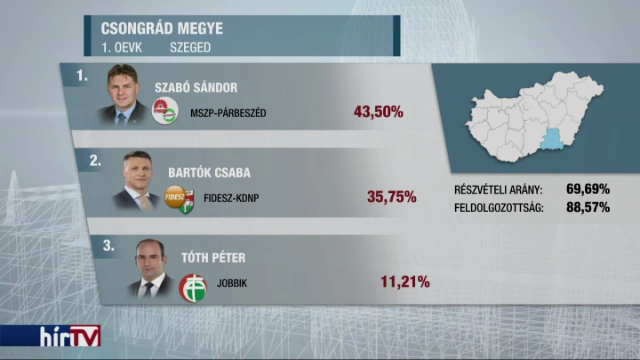 CSONGRÁD MEGYE
1. OEVK SZEGED
1.
SZABÓ SÁNDOR
MSZP-PÁRBESZÉD
43,50%
2.
BARTÓK CSABA
FIDESZ
FIDESZ-KDNP
35,75%
3.
TÓTH PÉTER
JOBBIK
11,21%
RÉSZVÉTELI ARÁNY: 69,69%
FELDOLGOZOTTSÁG: 88,57%
hírTV